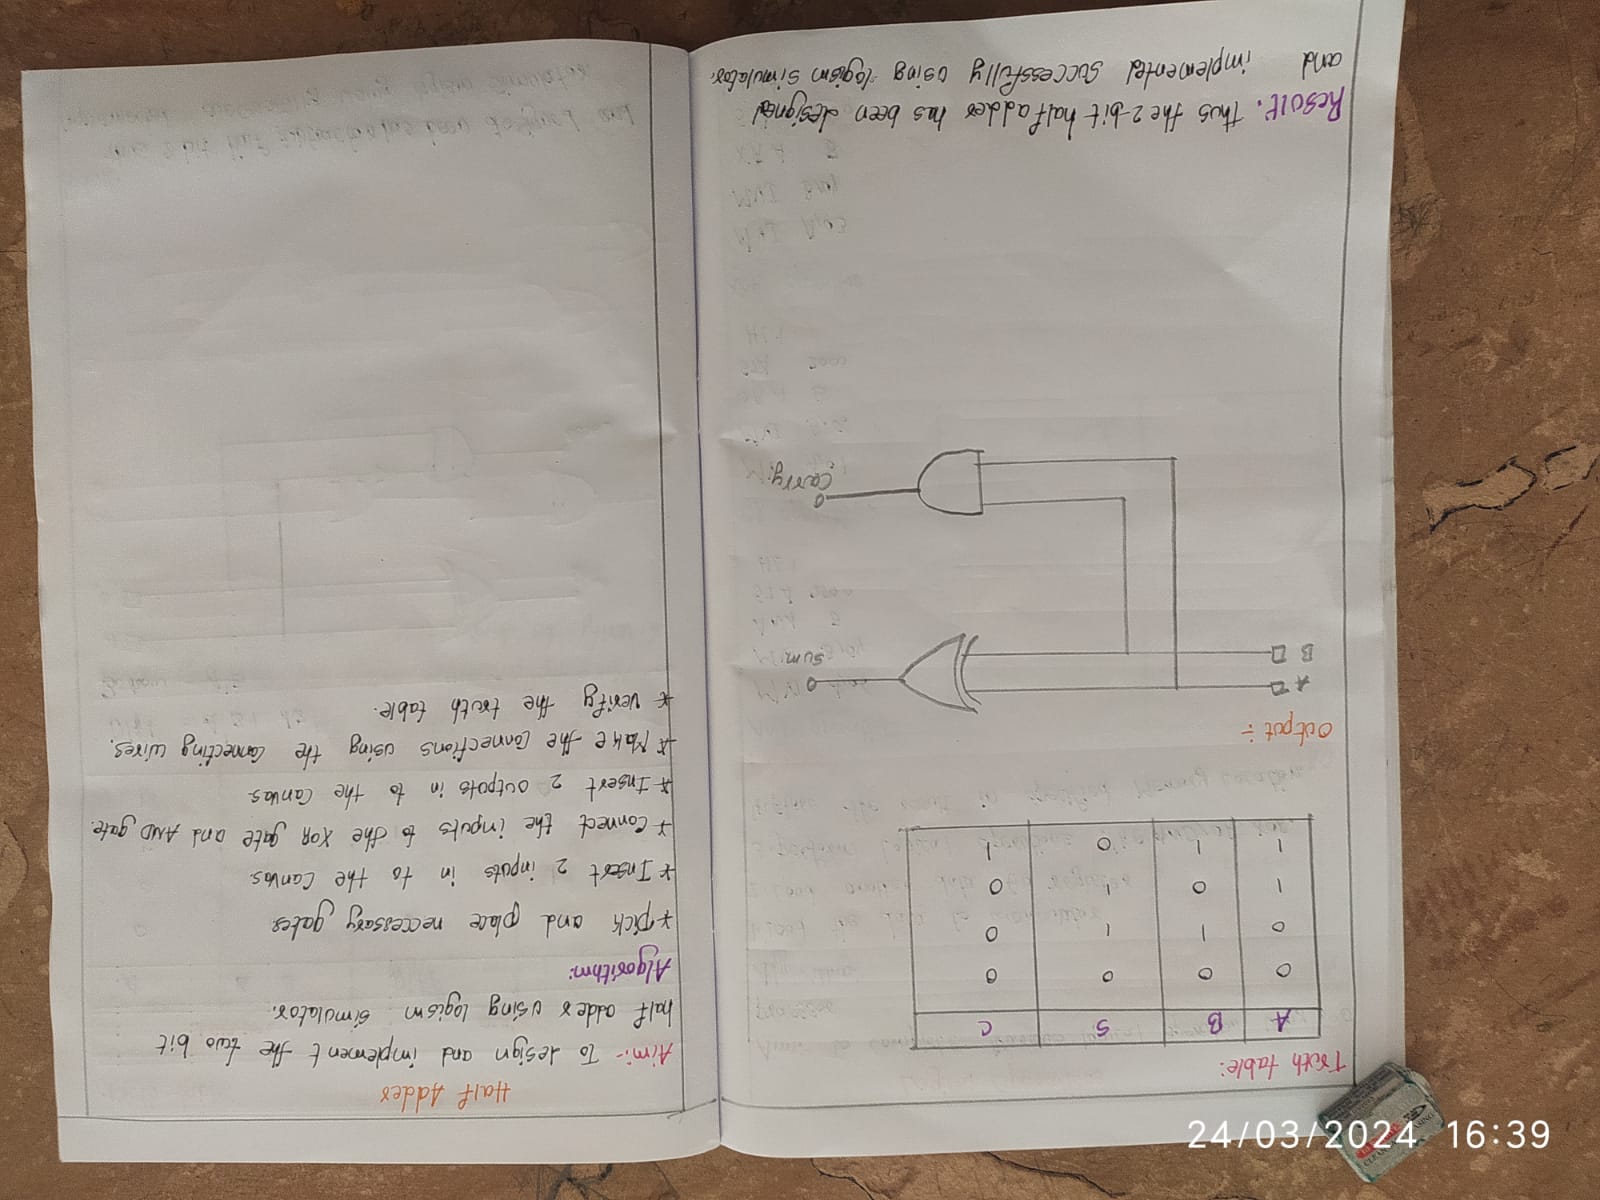 Half Adder
Aim:- To design and implement the two bit
half adder using logism simulator.
Algorithm:
* Pick and place neccessary gates
* Insert 2 inputs in to the Canvas
* Connect the inputs to the XOR gate and AND gate.
* Insert 2 outputs in to the Canvas
* Make the Connections using the Connecting wires.
* Verify the truth table.
Truth table:
A B S C
0 0 0 0
0 1 1 0
1 0 1 0
1 1 0 1
Output :-
A
B
Sum
Carry
Result. Thus the 2-bit half adder has been designed
and implemented successfully using logism simulator.
24/03/2024 16:39